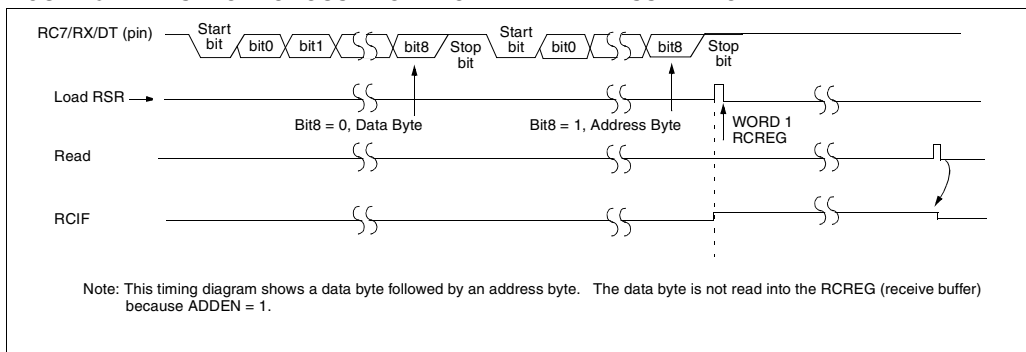 RC7/RX/DT (pin)
Start
bit
bit0
bit1
bit8
Stop
bit
Start
bit
bit0
bit8
Stop
bit
Load RSR
Bit8 = 0, Data Byte
Bit8 = 1, Address Byte
WORD 1
RCREG
Read
RCIF
Note: This timing diagram shows a data byte followed by an address byte. The data byte is not read into the RCREG (receive buffer)
because ADDEN = 1.